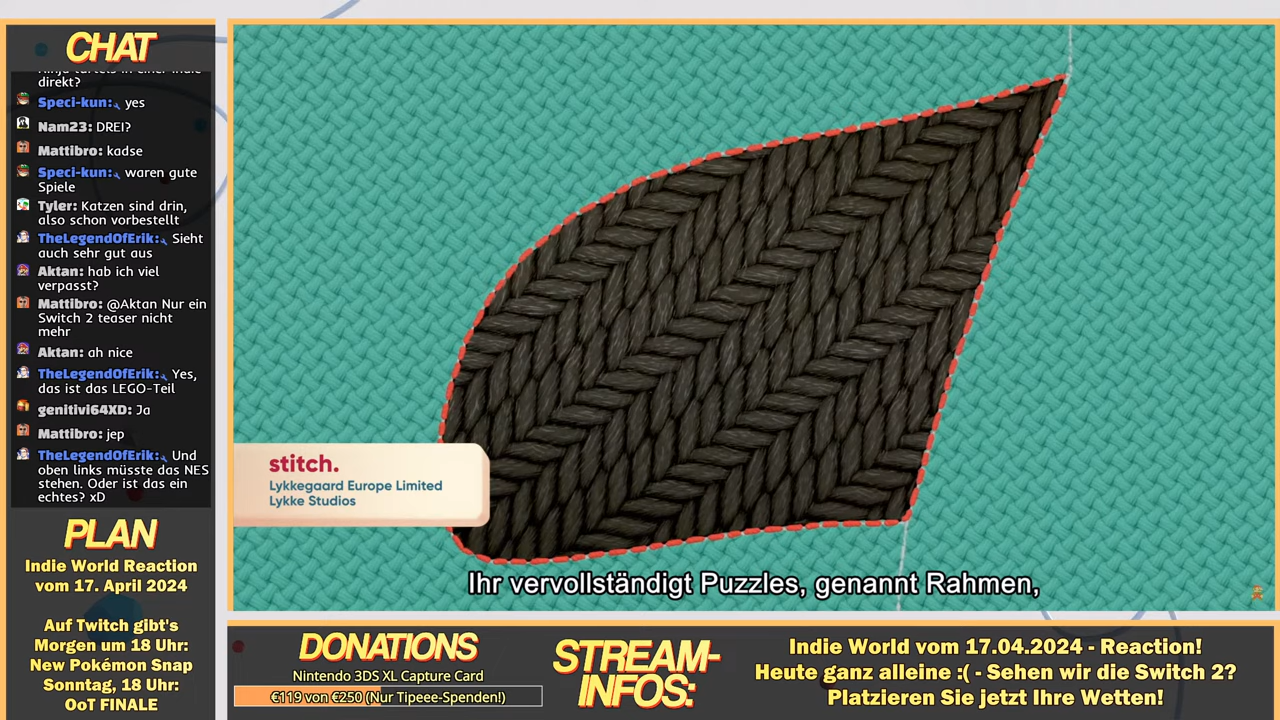 CHAT
direkt?
Speci-kun: yes
Nam23: DREI?
Mattibro: kadse
Speci-kun: waren gute
Spiele
Tyler: Katzen sind drin,
also schon vorbestellt
TheLegendOfErik: Sieht
auch sehr gut aus
Aktan: hab ich viel
verpasst?
Mattibro: @Aktan Nur ein
Switch 2 teaser nicht
mehr
Aktan: ah nice
TheLegendOfErik: Yes,
das ist das LEGO-Teil
genitivi64XD: Ja
Mattibro: jep
TheLegendOfErik: Und
oben links müsste das NES
stehen. Oder ist das ein
echtes? xD
PLAN
Indie World Reaction
vom 17. April 2024
Auf Twitch gibt's
Morgen um 18 Uhr:
New Pokémon Snap
Sonntag, 18 Uhr:
OoT FINALE
stitch.
Lykkegaard Europe Limited
Lykke Studios
Ihr vervollständigt Puzzles, genannt Rahmen,
DONATIONS
Nintendo 3DS XL Capture Card
€119 von €250 (Nur Tipeee-Spenden!)
STREAM-
INFOS:
Indie World vom 17.04.2024 - Reaction!
Heute ganz alleine :( - Sehen wir die Switch 2?
Platzieren Sie jetzt Ihre Wetten!